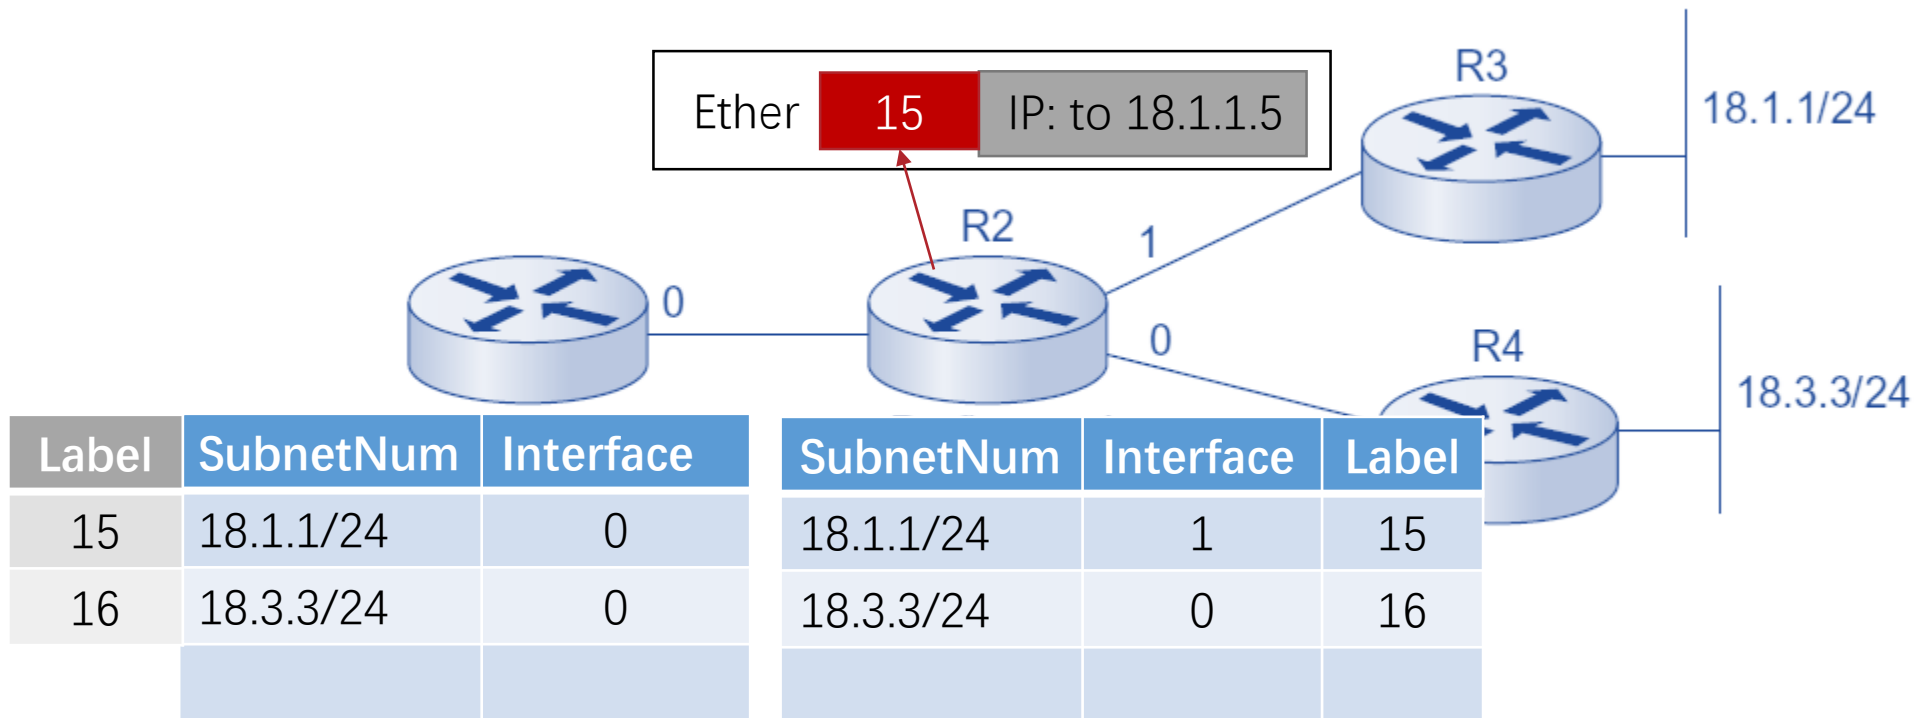 R3
Ether 15 IP: to 18.1.1.5
18.1.1/24
R2
1
0
0
R4
18.3.3/24
Label SubnetNum Interface
15 18.1.1/24 0
16 18.3.3/24 0
SubnetNum Interface Label
18.1.1/24 1 15
18.3.3/24 0 16